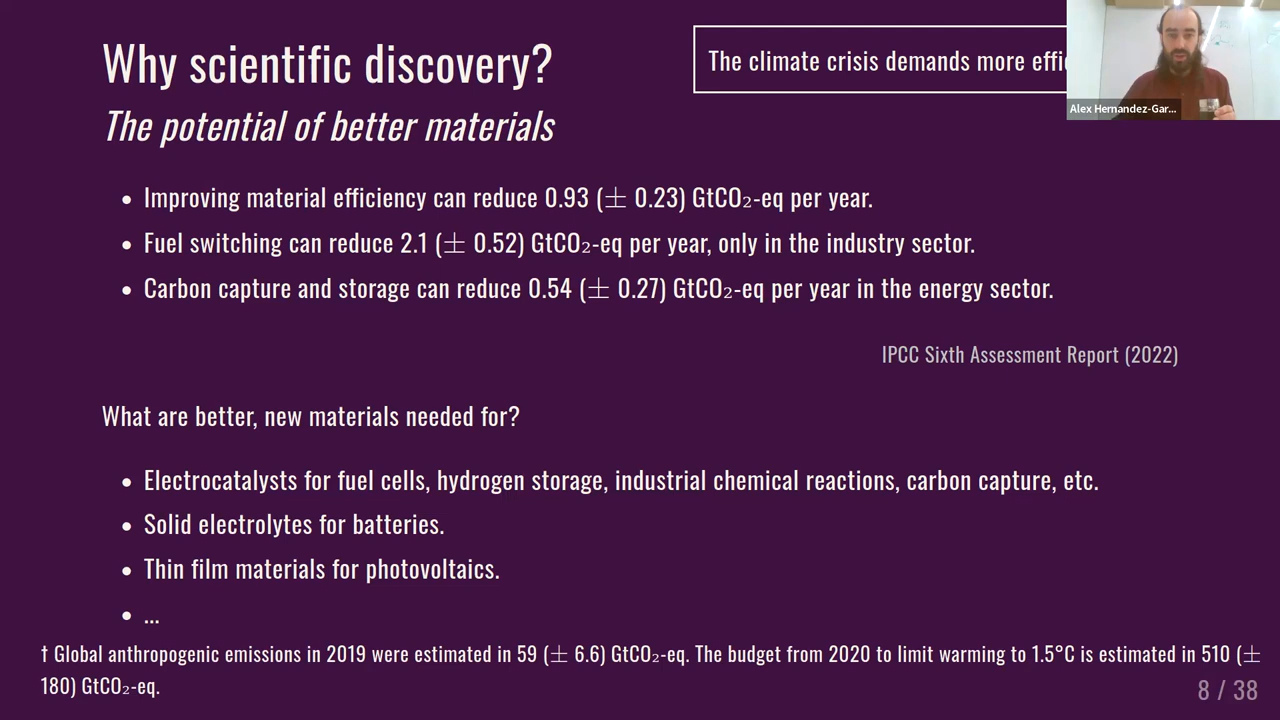 Why scientific discovery?
The climate crisis demands more
Alex Hernandez-Gar...
The potential of better materials
• Improving material efficiency can reduce 0.93 (± 0.23) GtCO₂-eq per year.
• Fuel switching can reduce 2.1 (± 0.52) GtCO₂-eq per year, only in the industry sector.
• Carbon capture and storage can reduce 0.54 (± 0.27) GtCO₂-eq per year in the energy sector.
IPCC Sixth Assessment Report (2022)
What are better, new materials needed for?
• Electrocatalysts for fuel cells, hydrogen storage, industrial chemical reactions, carbon capture, etc.
• Solid electrolytes for batteries.
• Thin film materials for photovoltaics.
• ...
† Global anthropogenic emissions in 2019 were estimated in 59 (± 6.6) GtCO₂-eq. The budget from 2020 to limit warming to 1.5°C is estimated in 510 (±
180) GtCO₂-eq.
8 / 38